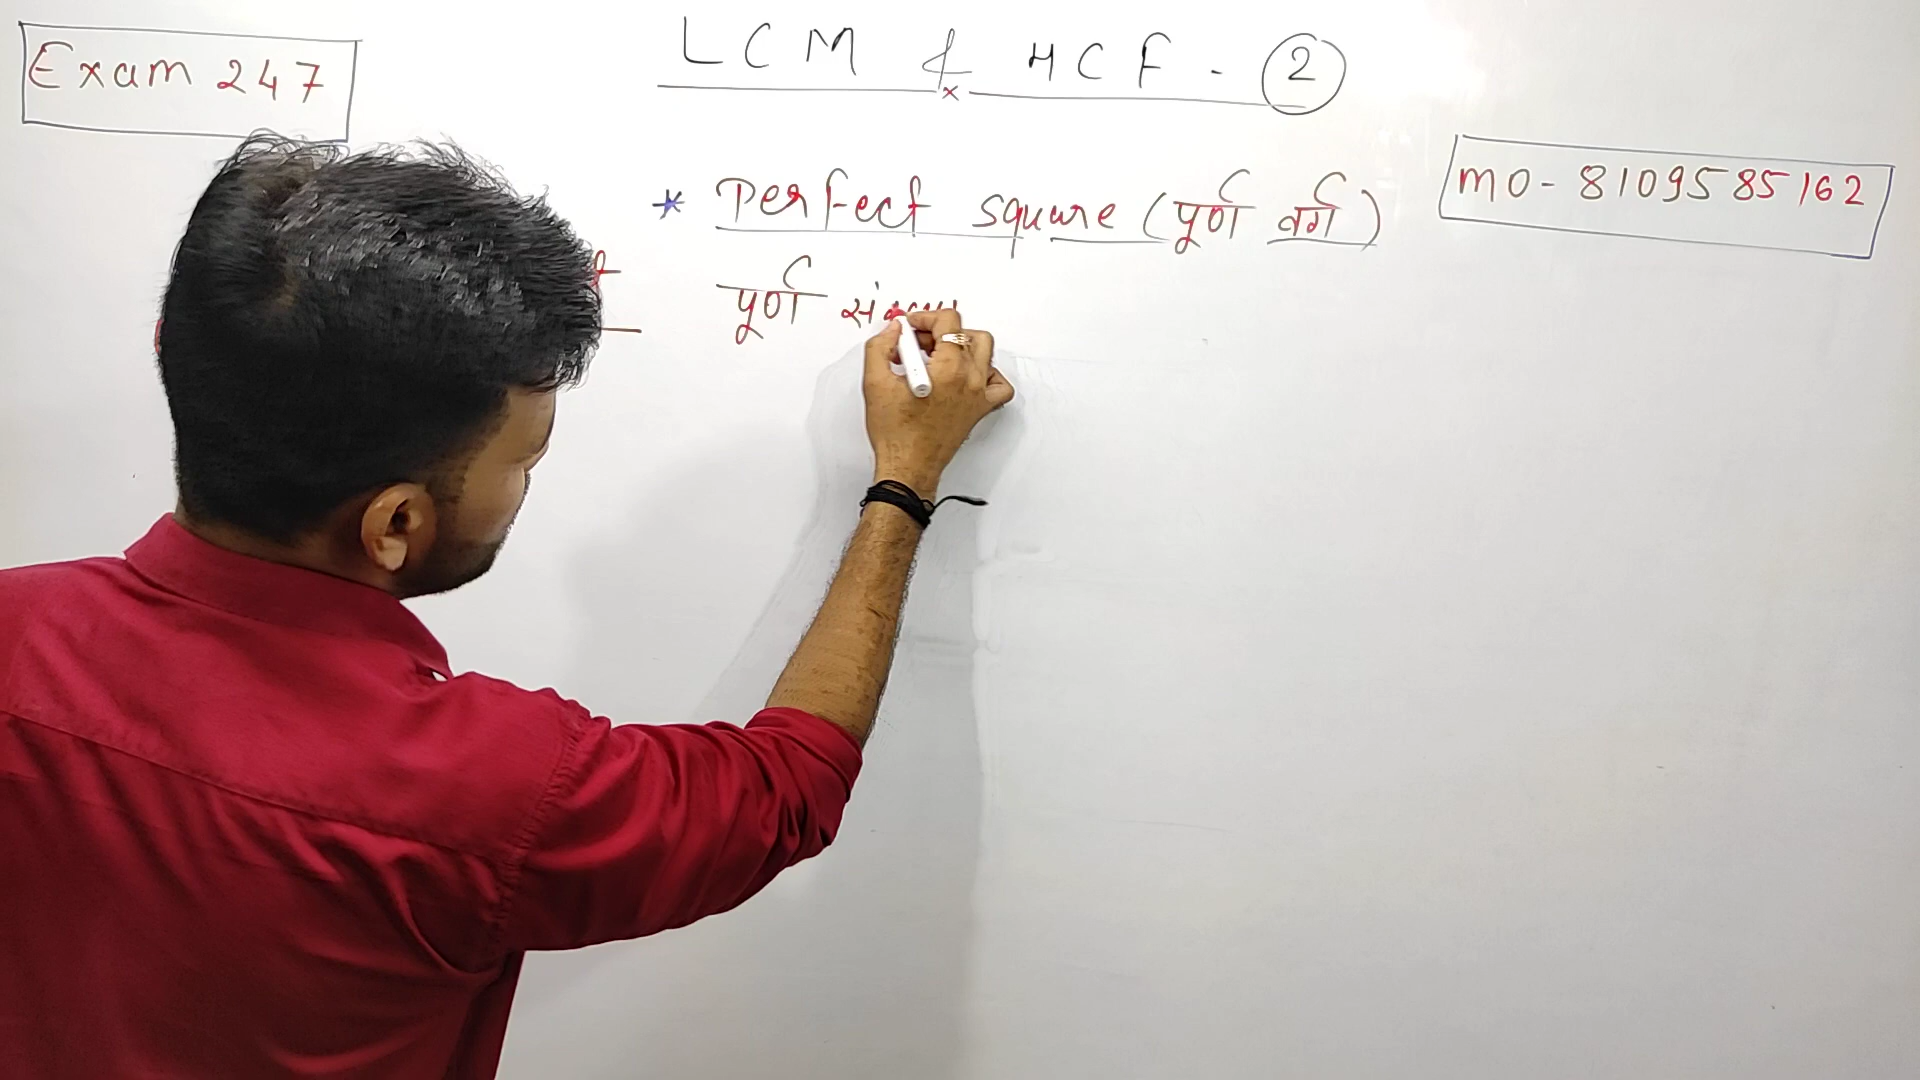 LCM & HCF - 2
Exam 247
MO - 8109585162
* Perfect square (पूर्ण वर्ग)
पूर्ण